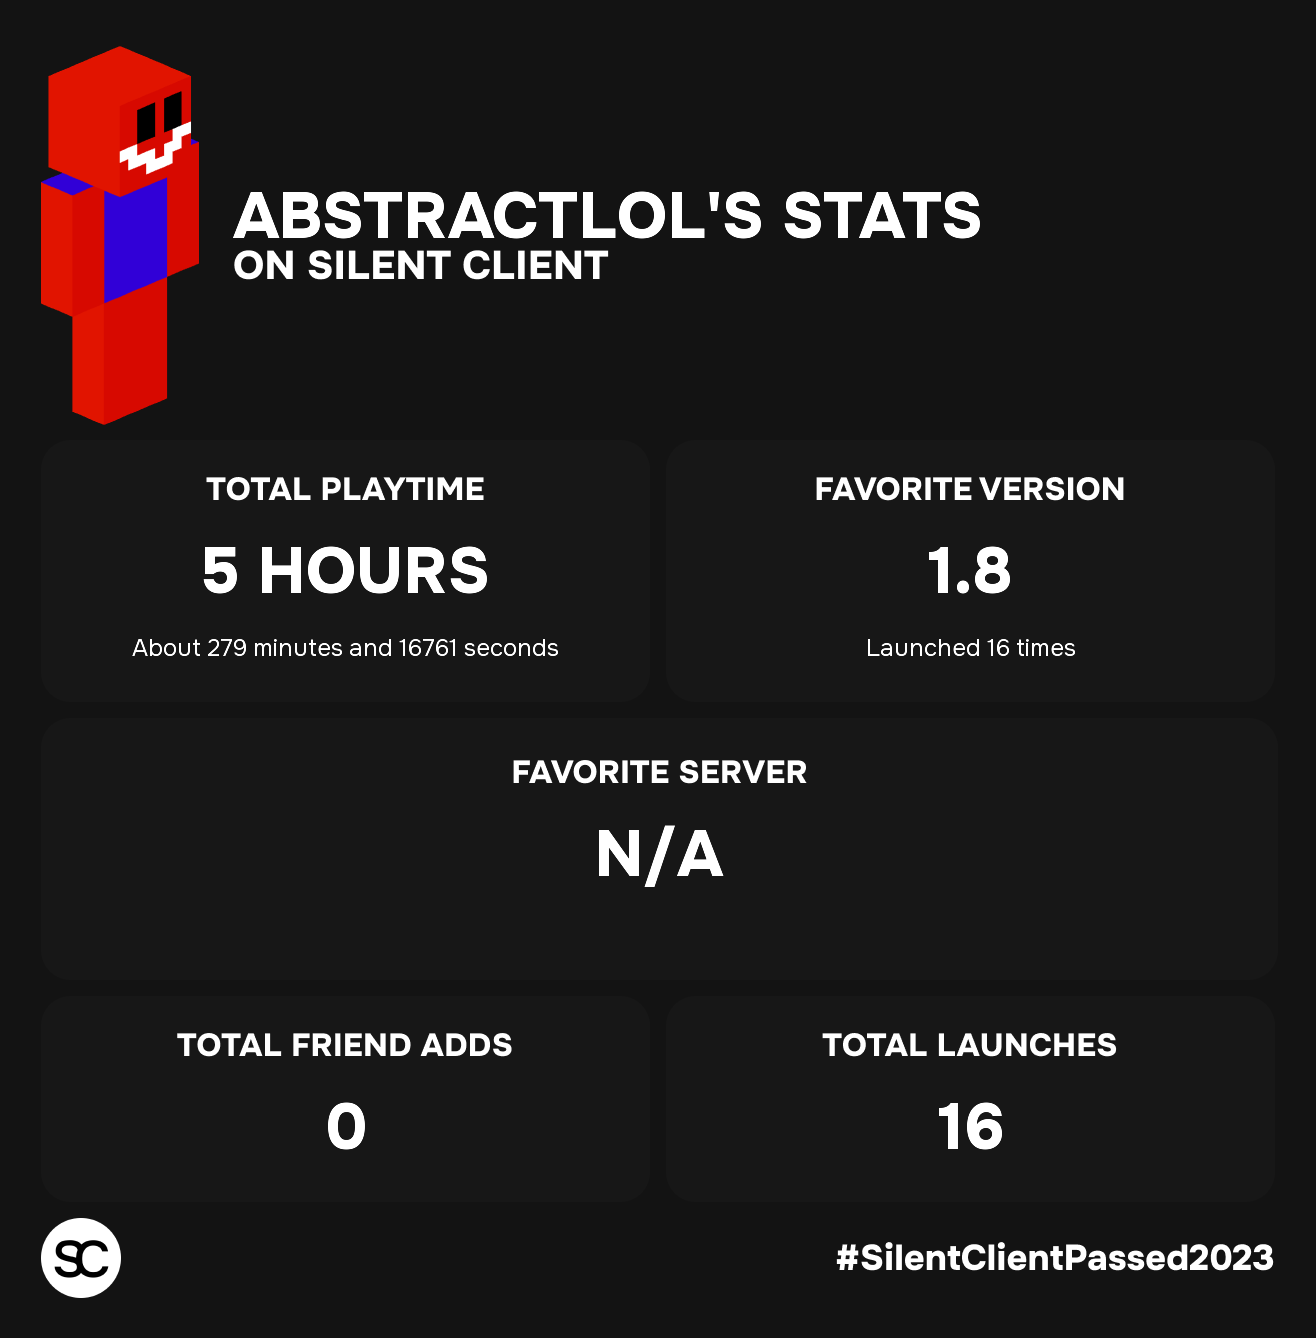 ABSTRACTLOL'S STATS
ON SILENT CLIENT
TOTAL PLAYTIME
5 HOURS
About 279 minutes and 16761 seconds
FAVORITE VERSION
1.8
Launched 16 times
FAVORITE SERVER
N/A
TOTAL FRIEND ADDS
0
TOTAL LAUNCHES
16
SC
#SilentClientPassed2023